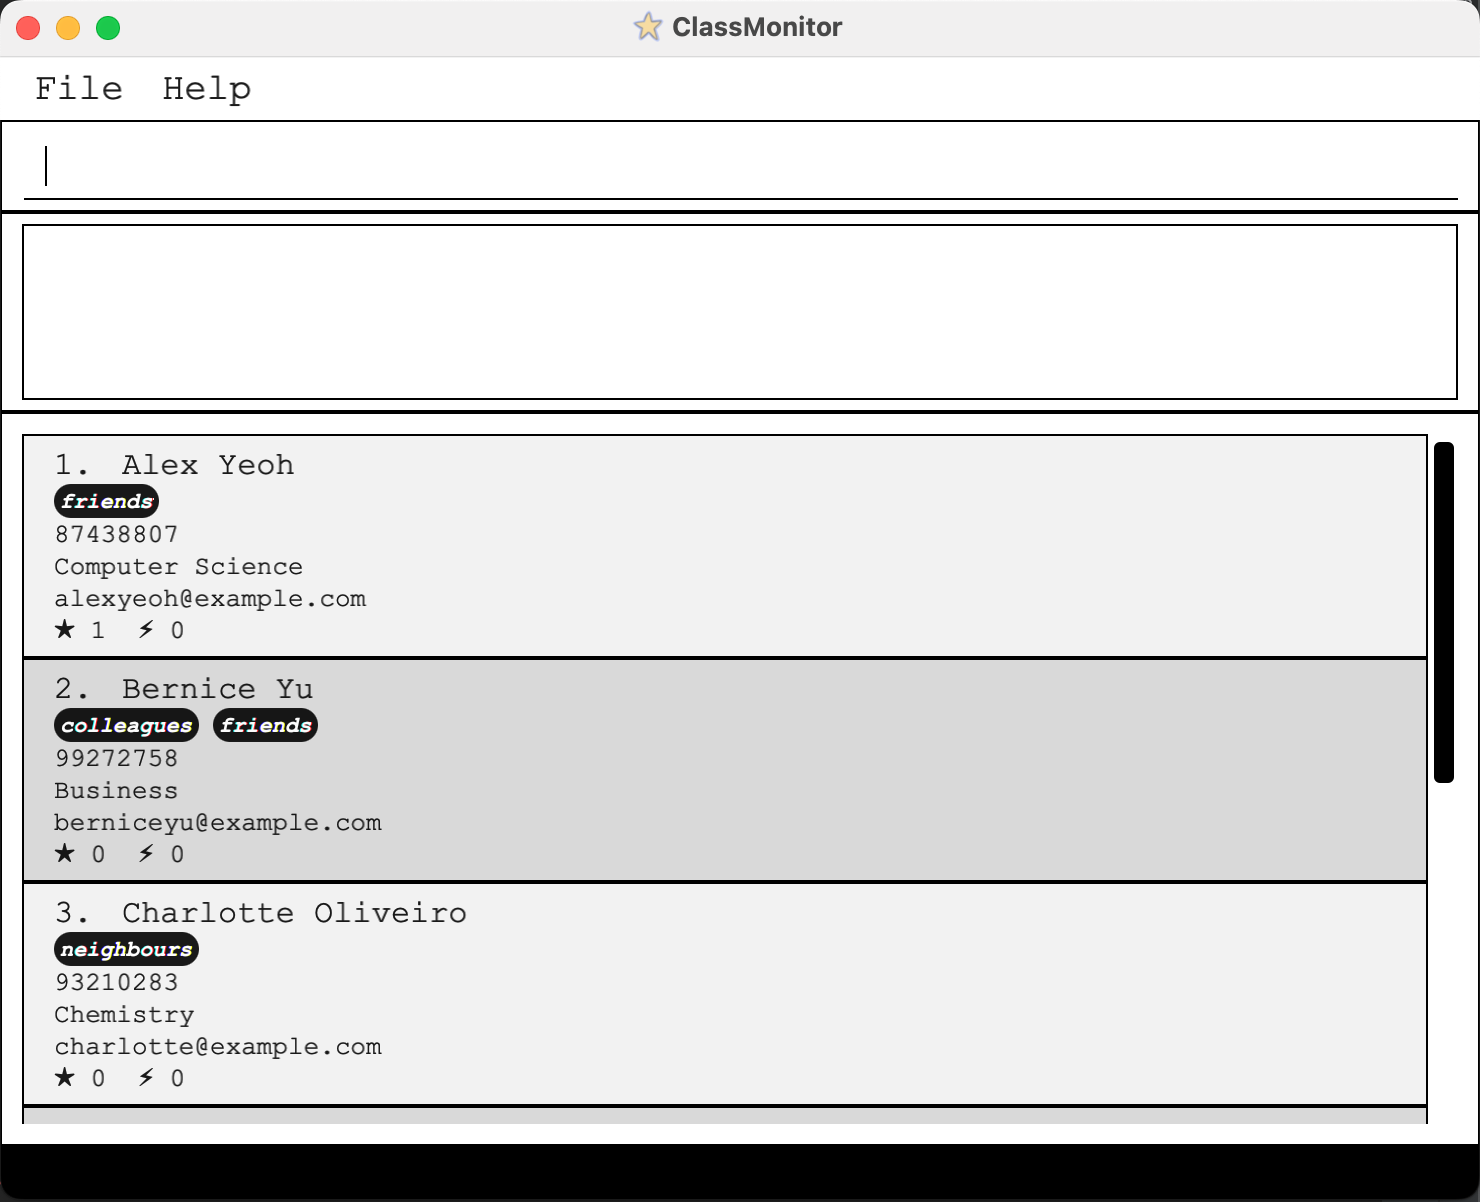 ClassMonitor
File Help
1. Alex Yeoh
friends
87438807
Computer Science
alexyeoh@example.com
★ 1 ⚡ 0
2. Bernice Yu
colleagues friends
99272758
Business
berniceyu@example.com
★ 0 ⚡ 0
3. Charlotte Oliveiro
neighbours
93210283
Chemistry
charlotte@example.com
★ 0 ⚡ 0